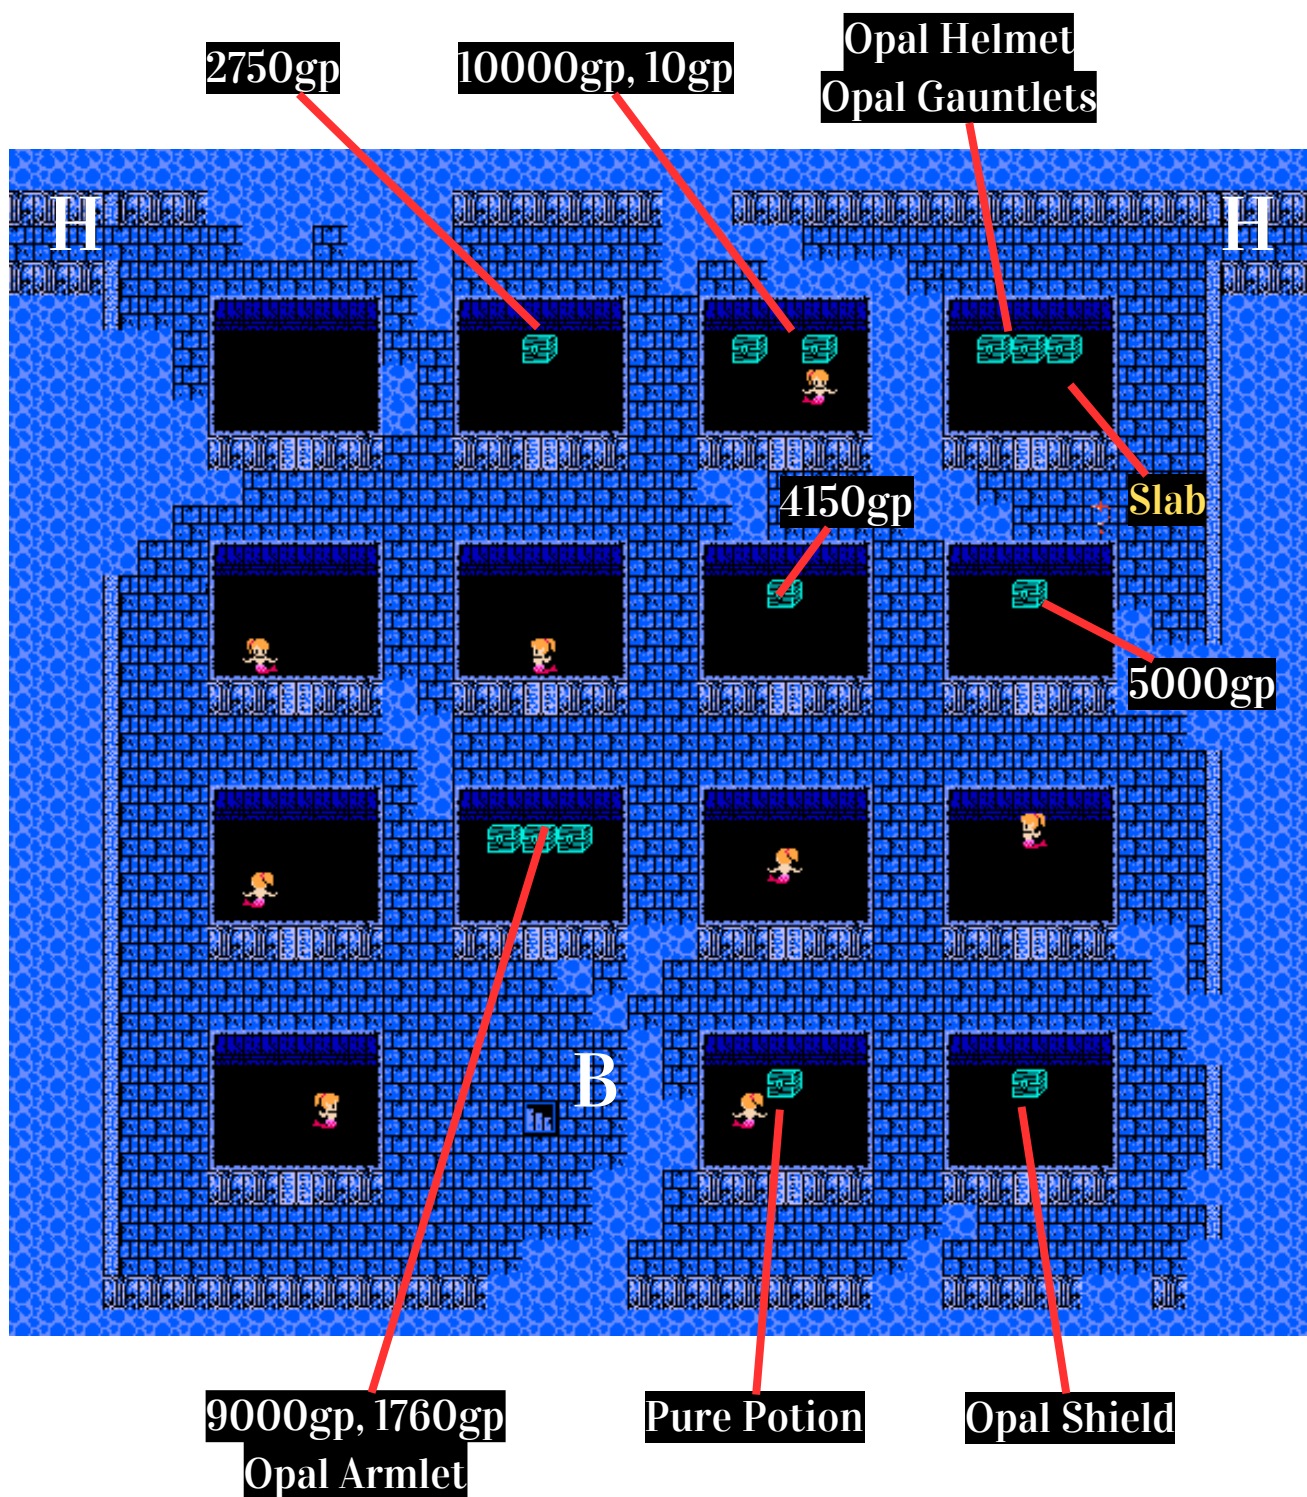 2750gp
10000gp, 10gp
Opal Helmet
Opal Gauntlets
H
H
4150gp
Slab
5000gp
B
9000gp, 1760gp
Opal Armlet
Pure Potion
Opal Shield